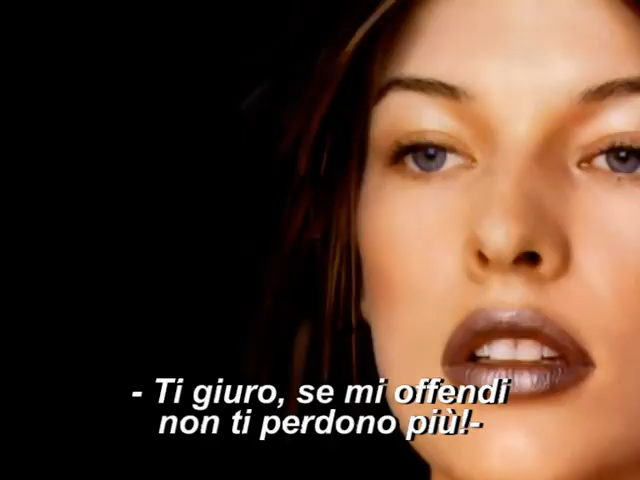 - Ti giuro, se mi offendi
non ti perdono più!-